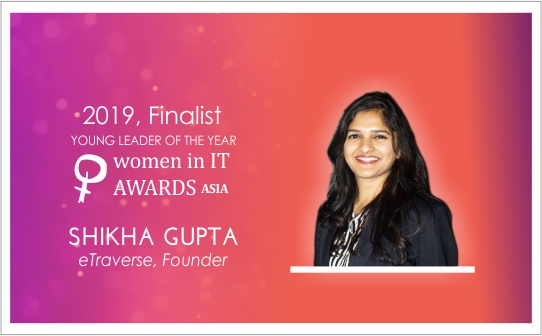 2019, Finalist
YOUNG LEADER OF THE YEAR
women in IT
AWARDS ASIA
SHIKHA GUPTA
eTraverse, Founder